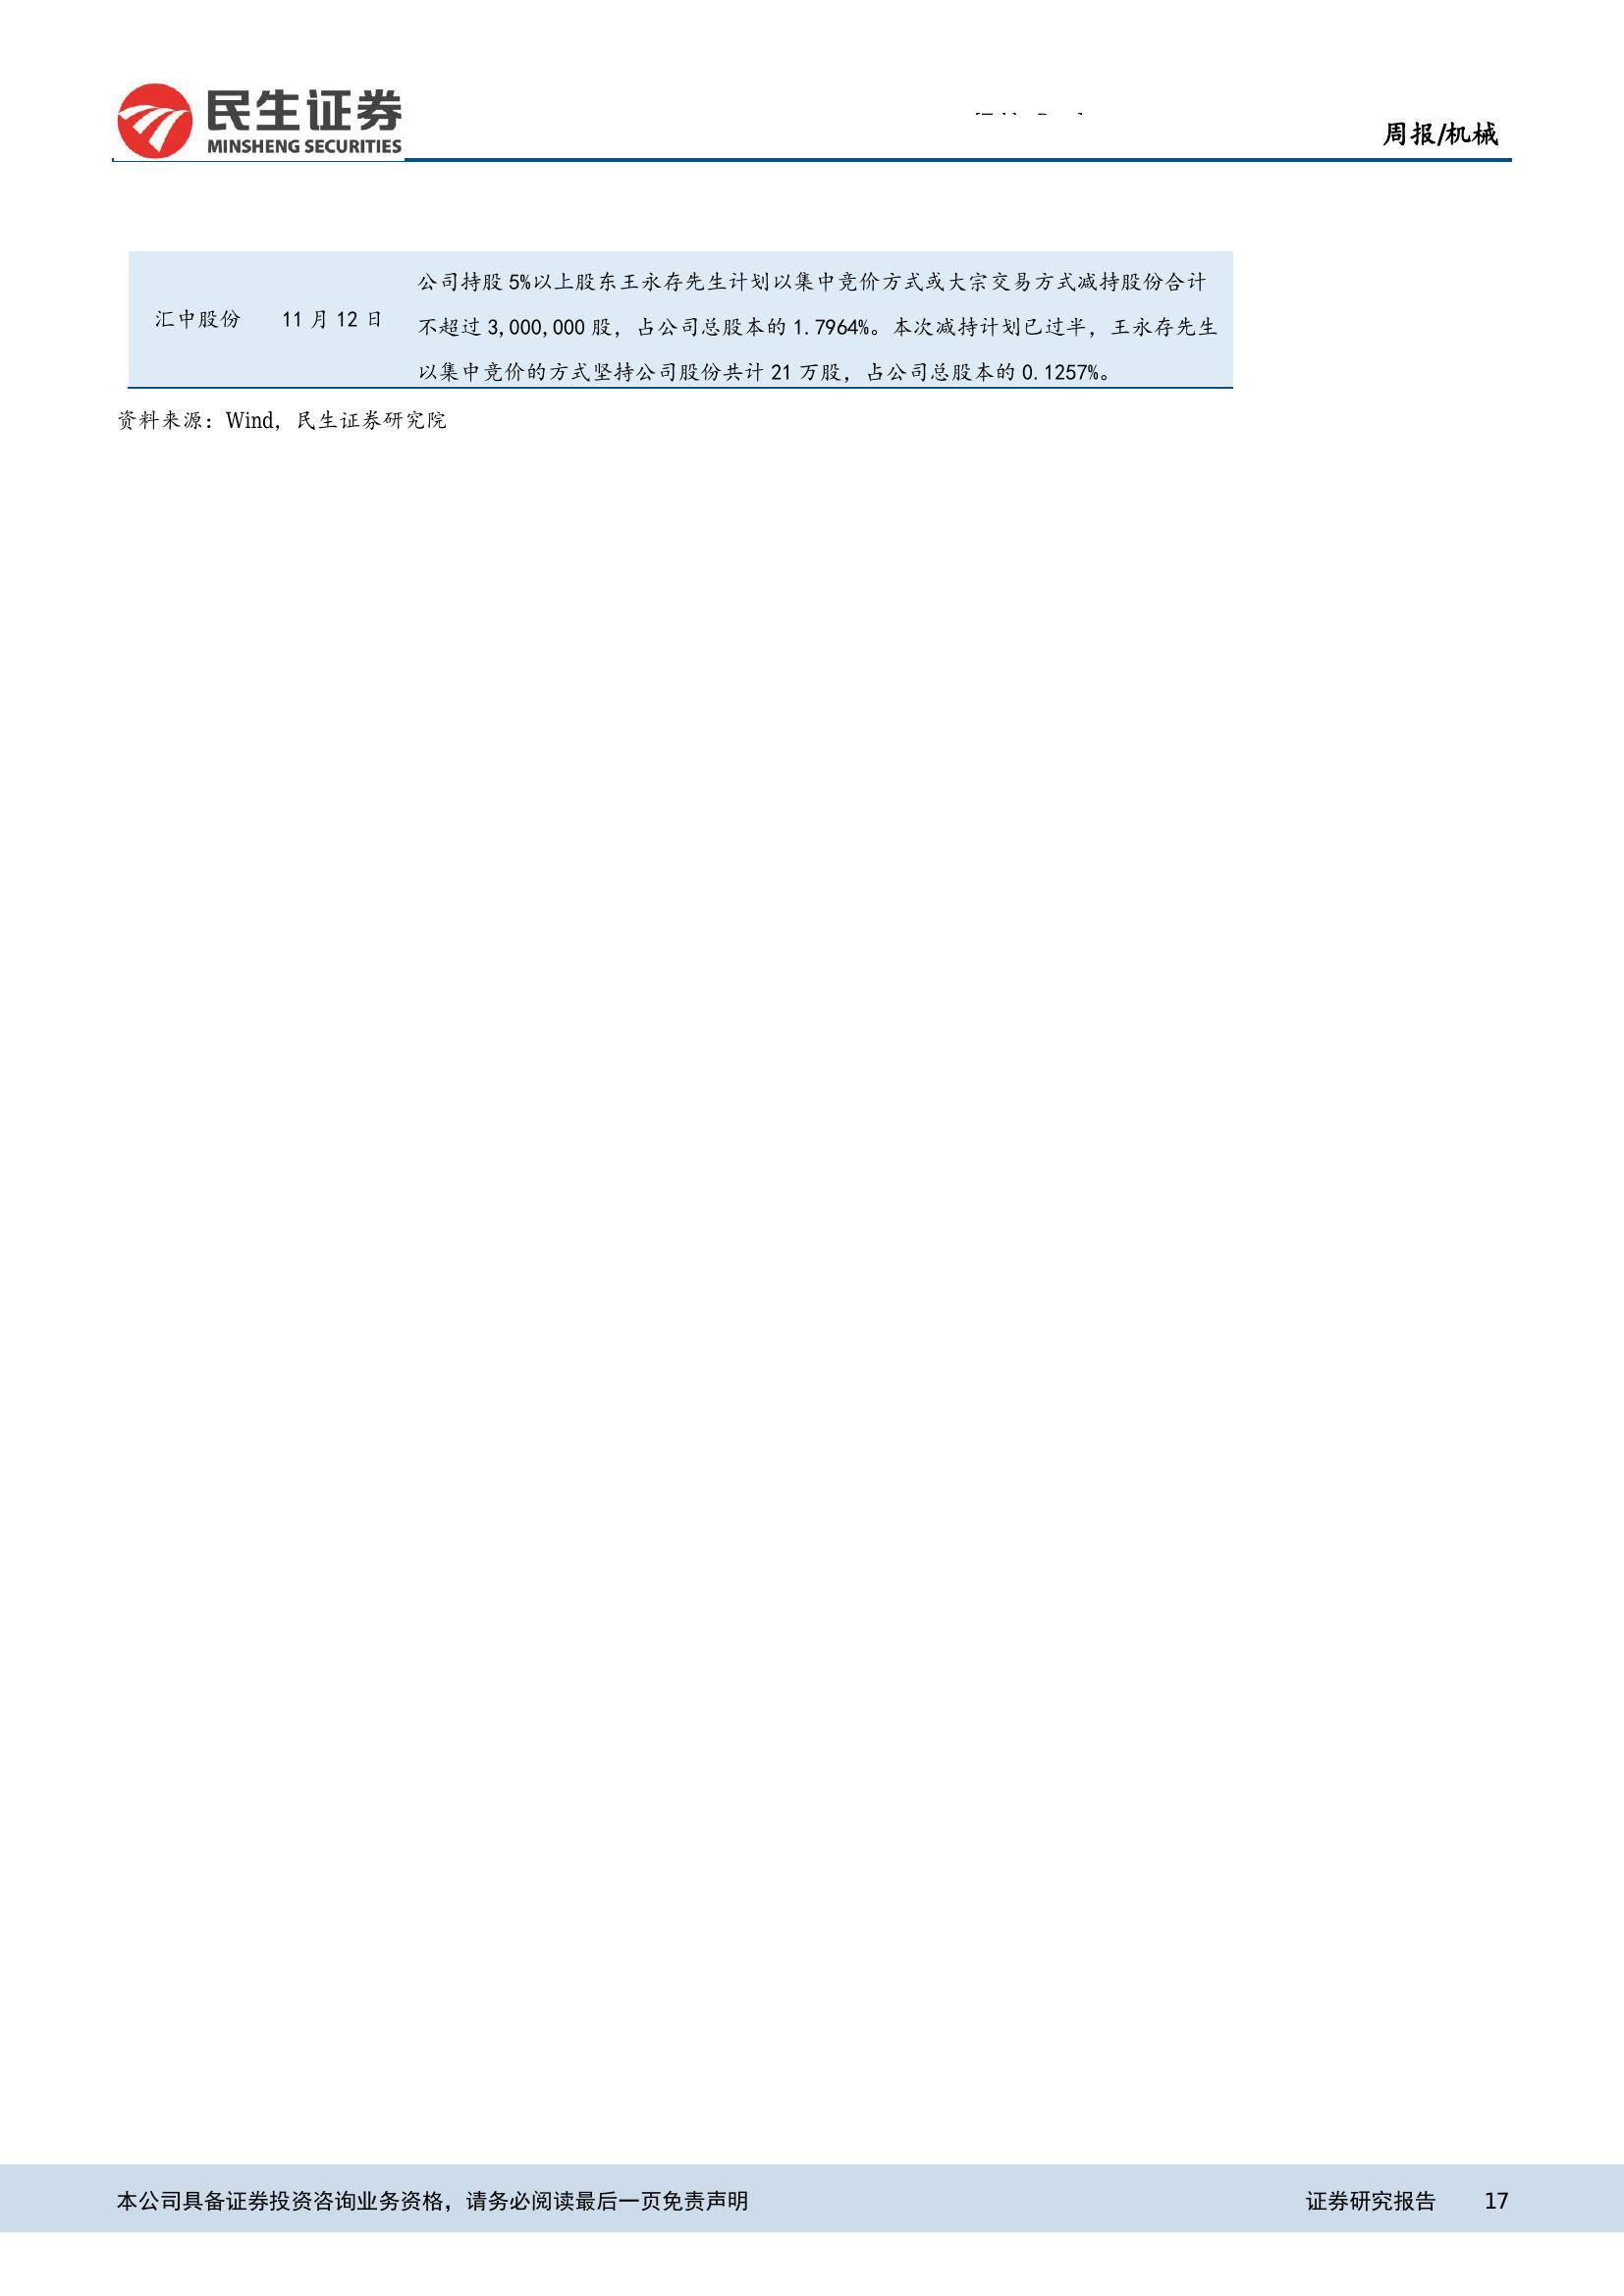 民生证券
MINSHENG SECURITIES
周报/机械
公司持股 5%以上股东王永存先生计划以集中竞价方式或大宗交易方式减持股份合计
汇中股份 11 月 12 日 不超过 3,000,000 股，占公司总股本的 1.7964%。本次减持计划已过半，王永存先生
以集中竞价的方式坚持公司股份共计 21 万股，占公司总股本的 0.1257%。
资料来源：Wind，民生证券研究院
本公司具备证券投资咨询业务资格，请务必阅读最后一页免责声明 证券研究报告 17